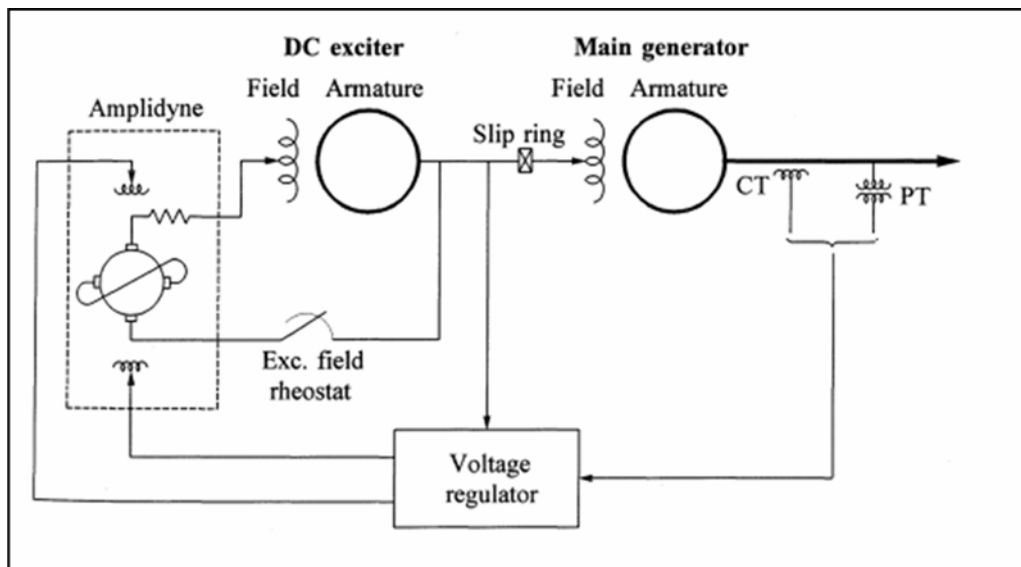 DC exciter
Main generator
Field
Armature
Field
Armature
Amplidyne
Slip ring
CT
PT
Exc. field
rheostat
Voltage
regulator